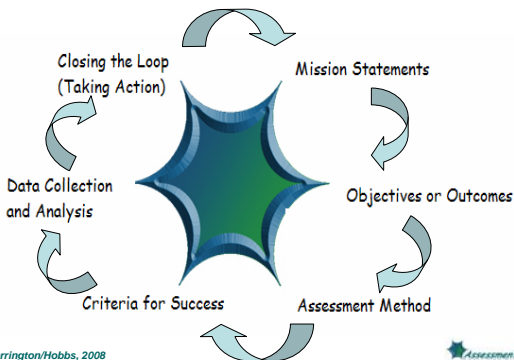 Closing the Loop
(Taking Action)
Mission Statements
Data Collection
and Analysis
Objectives or Outcomes
Criteria for Success
Assessment Method
rrington/Hobbs, 2008
Assessmen